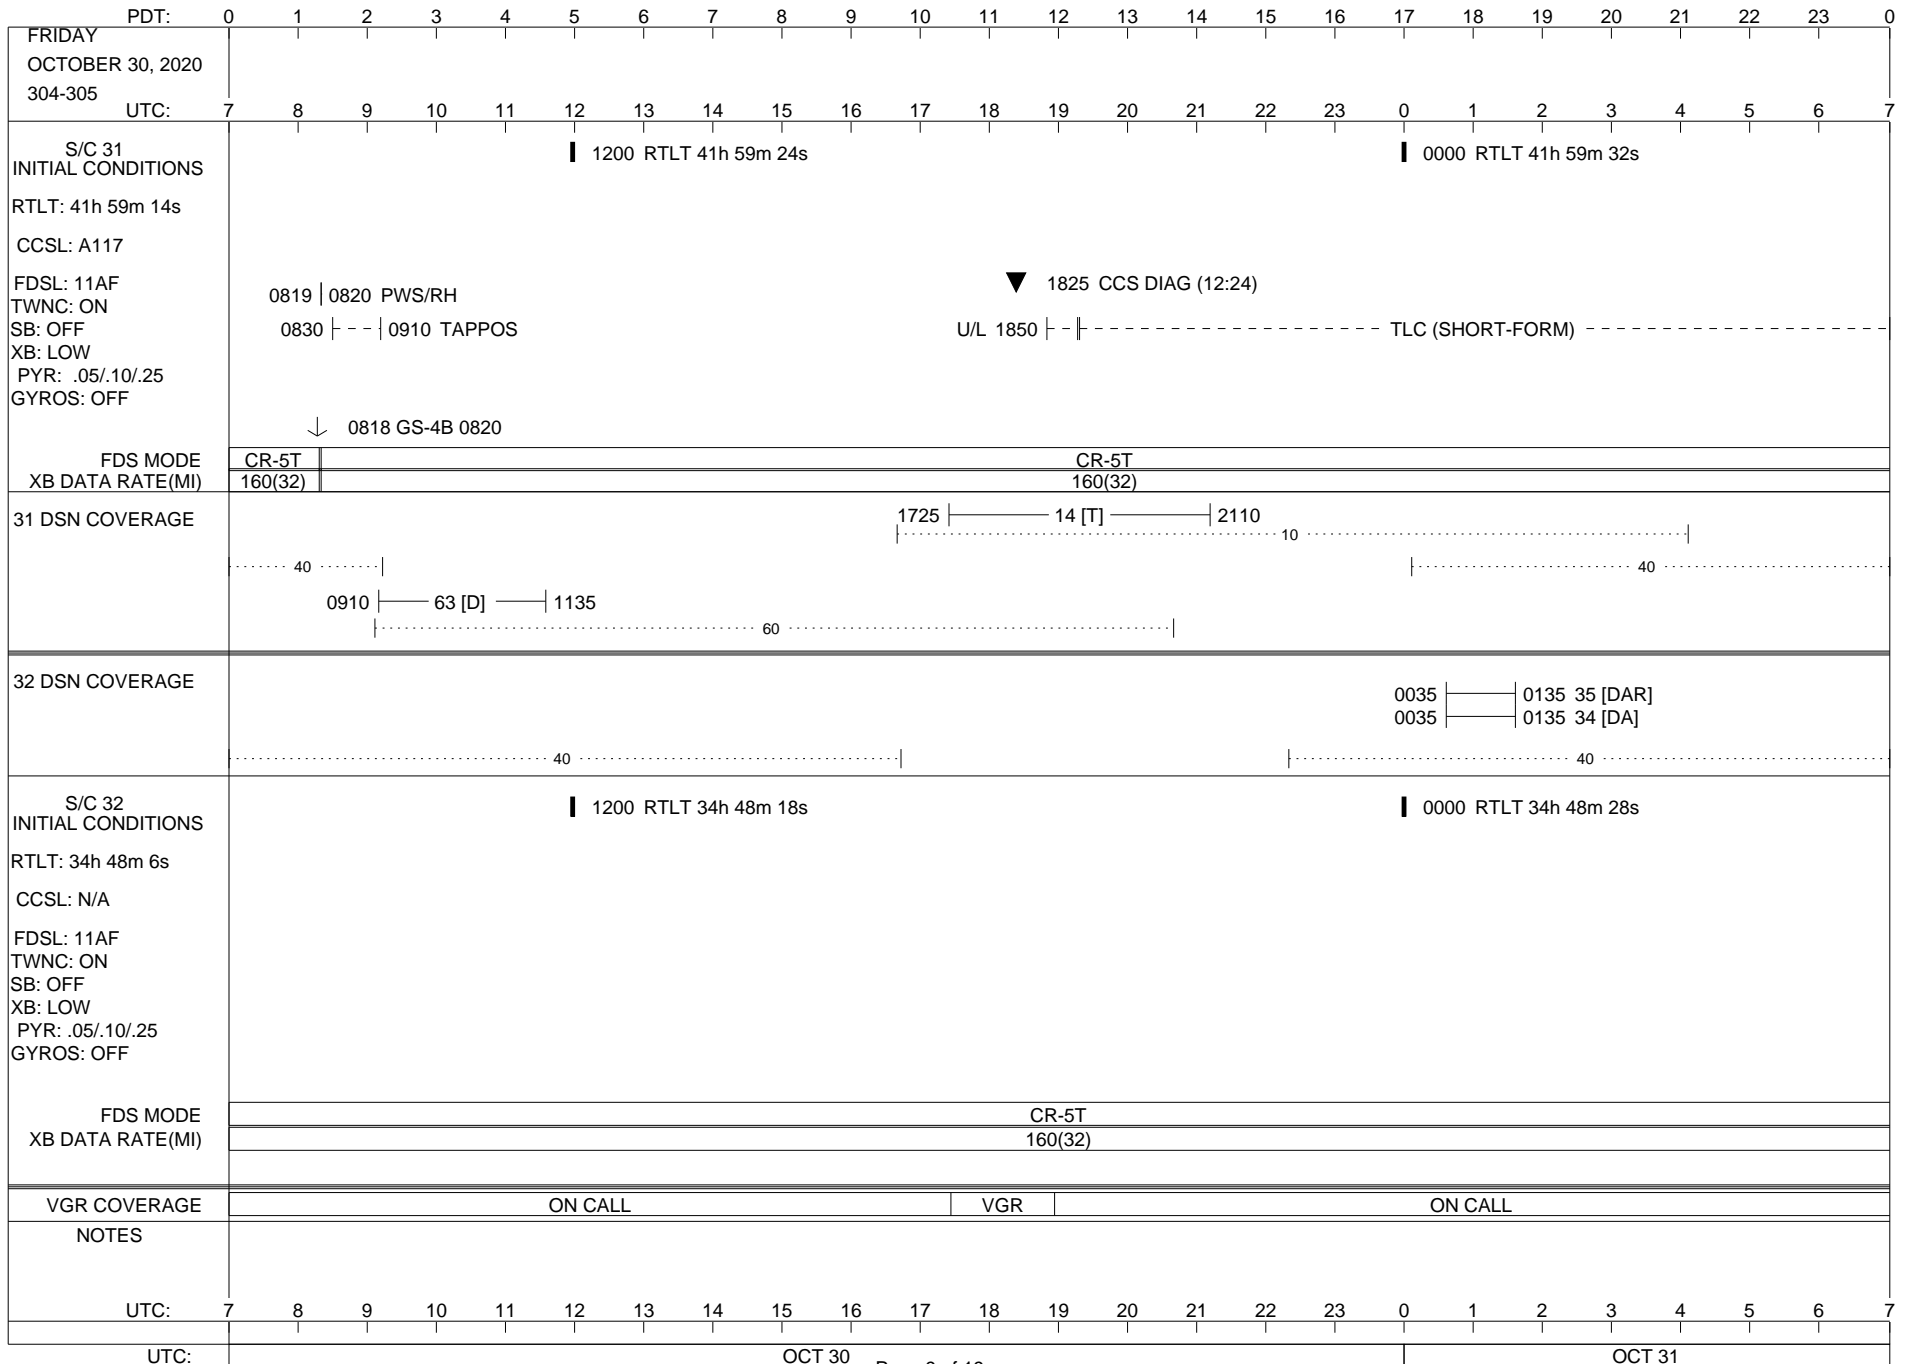 PDT: 0 1 2 3 4 5 6 7 8 9 10 11 12 13 14 15 16 17 18 19 20 21 22 23 0
FRIDAY
OCTOBER 30, 2020
304-305
UTC: 7 8 9 10 11 12 13 14 15 16 17 18 19 20 21 22 23 0 1 2 3 4 5 6 7
S/C 31
INITIAL CONDITIONS
1200 RTLT 41h 59m 24s
0000 RTLT 41h 59m 32s
RTLT: 41h 59m 14s
CCSL: A117
FDSL: 11AF
TWNC: ON
SB: OFF
XB: LOW
PYR: .05/.10/.25
GYROS: OFF
1825 CCS DIAG (12:24)
0819 0820 PWS/RH
0830 0910 TAPPOS
U/L 1850 TLC (SHORT-FORM)
0818 GS-4B 0820
FDS MODE CR-5T CR-5T
XB DATA RATE(MI) 160(32) 160(32)
31 DSN COVERAGE
1725 14 [T] 2110
10
40 40
0910 63 [D] 1135
60
32 DSN COVERAGE
0035 0135 35 [DAR]
0035 0135 34 [DA]
40 40
S/C 32
INITIAL CONDITIONS
1200 RTLT 34h 48m 18s
0000 RTLT 34h 48m 28s
RTLT: 34h 48m 6s
CCSL: N/A
FDSL: 11AF
TWNC: ON
SB: OFF
XB: LOW
PYR: .05/.10/.25
GYROS: OFF
FDS MODE CR-5T
XB DATA RATE(MI) 160(32)
VGR COVERAGE ON CALL VGR ON CALL
NOTES
UTC: 7 8 9 10 11 12 13 14 15 16 17 18 19 20 21 22 23 0 1 2 3 4 5 6 7
UTC: OCT 30 OCT 31